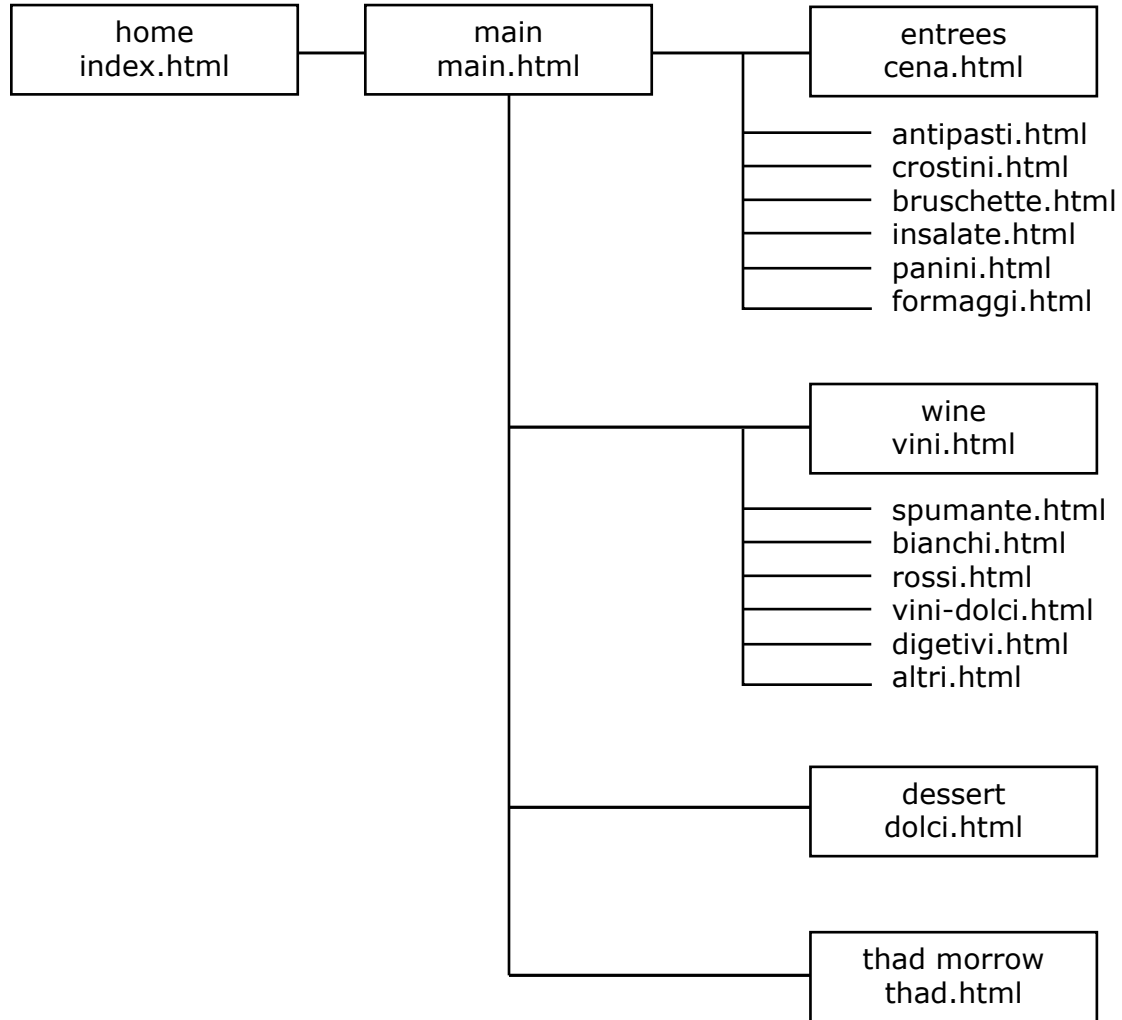 home
index.html
main
main.html
entrees
cena.html
antipasti.html
crostini.html
bruschette.html
insalate.html
panini.html
formaggi.html
wine
vini.html
spumante.html
bianchi.html
rossi.html
vini-dolci.html
digetivi.html
altri.html
dessert
dolci.html
thad morrow
thad.html